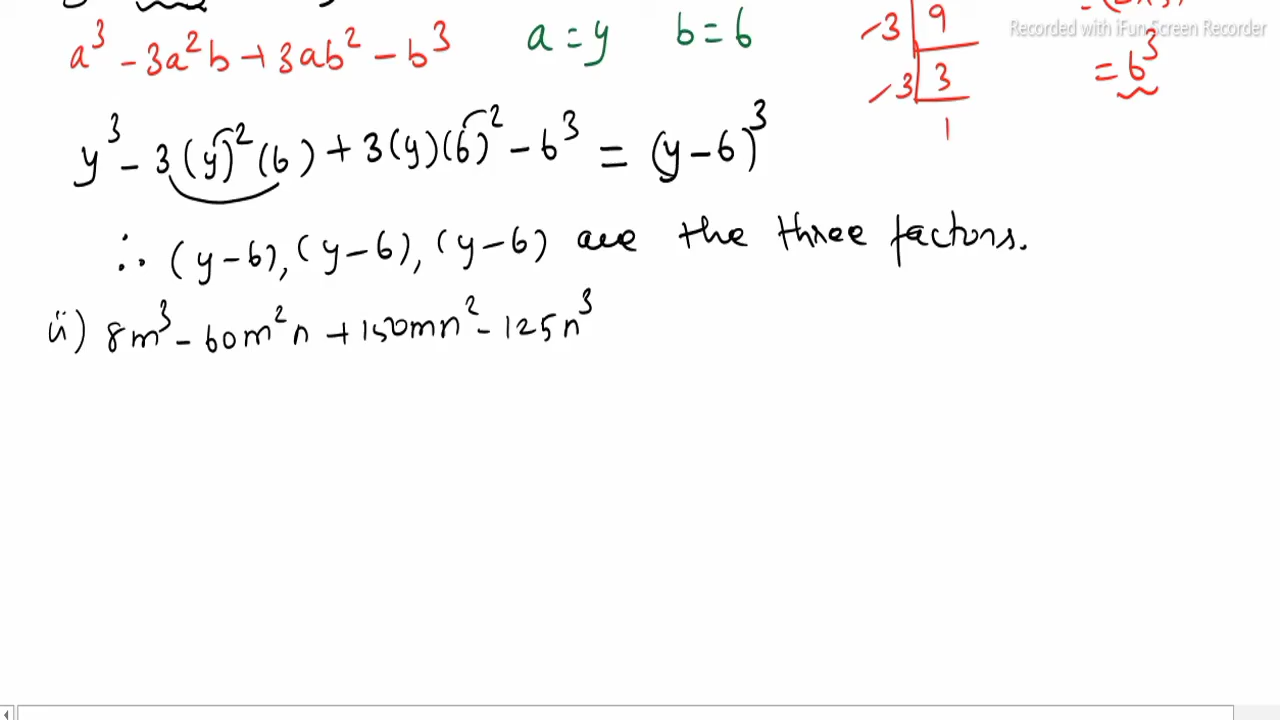 a³ - 3a²b + 3ab² - b³ a = y b = 6
3 | 9
3 | 3
1
= 6³
Recorded with iFun Screen Recorder
y³ - 3(y)²(6) + 3(y)(6)² - 6³ = (y-6)³
∴ (y-6), (y-6), (y-6) are the three factors.
ii) 8m³ - 60m²n + 150mn² - 125n³